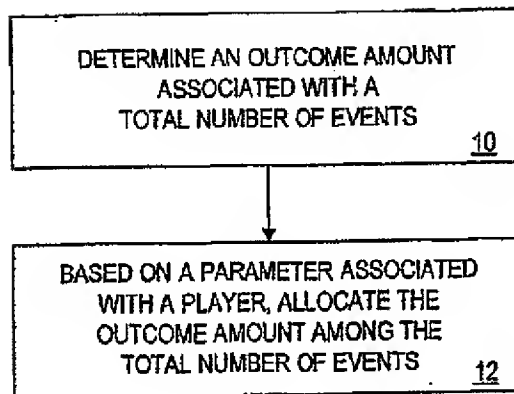 DETERMINE AN OUTCOME AMOUNT
ASSOCIATED WITH A
TOTAL NUMBER OF EVENTS
10
BASED ON A PARAMETER ASSOCIATED
WITH A PLAYER, ALLOCATE THE
OUTCOME AMOUNT AMONG THE
TOTAL NUMBER OF EVENTS
12